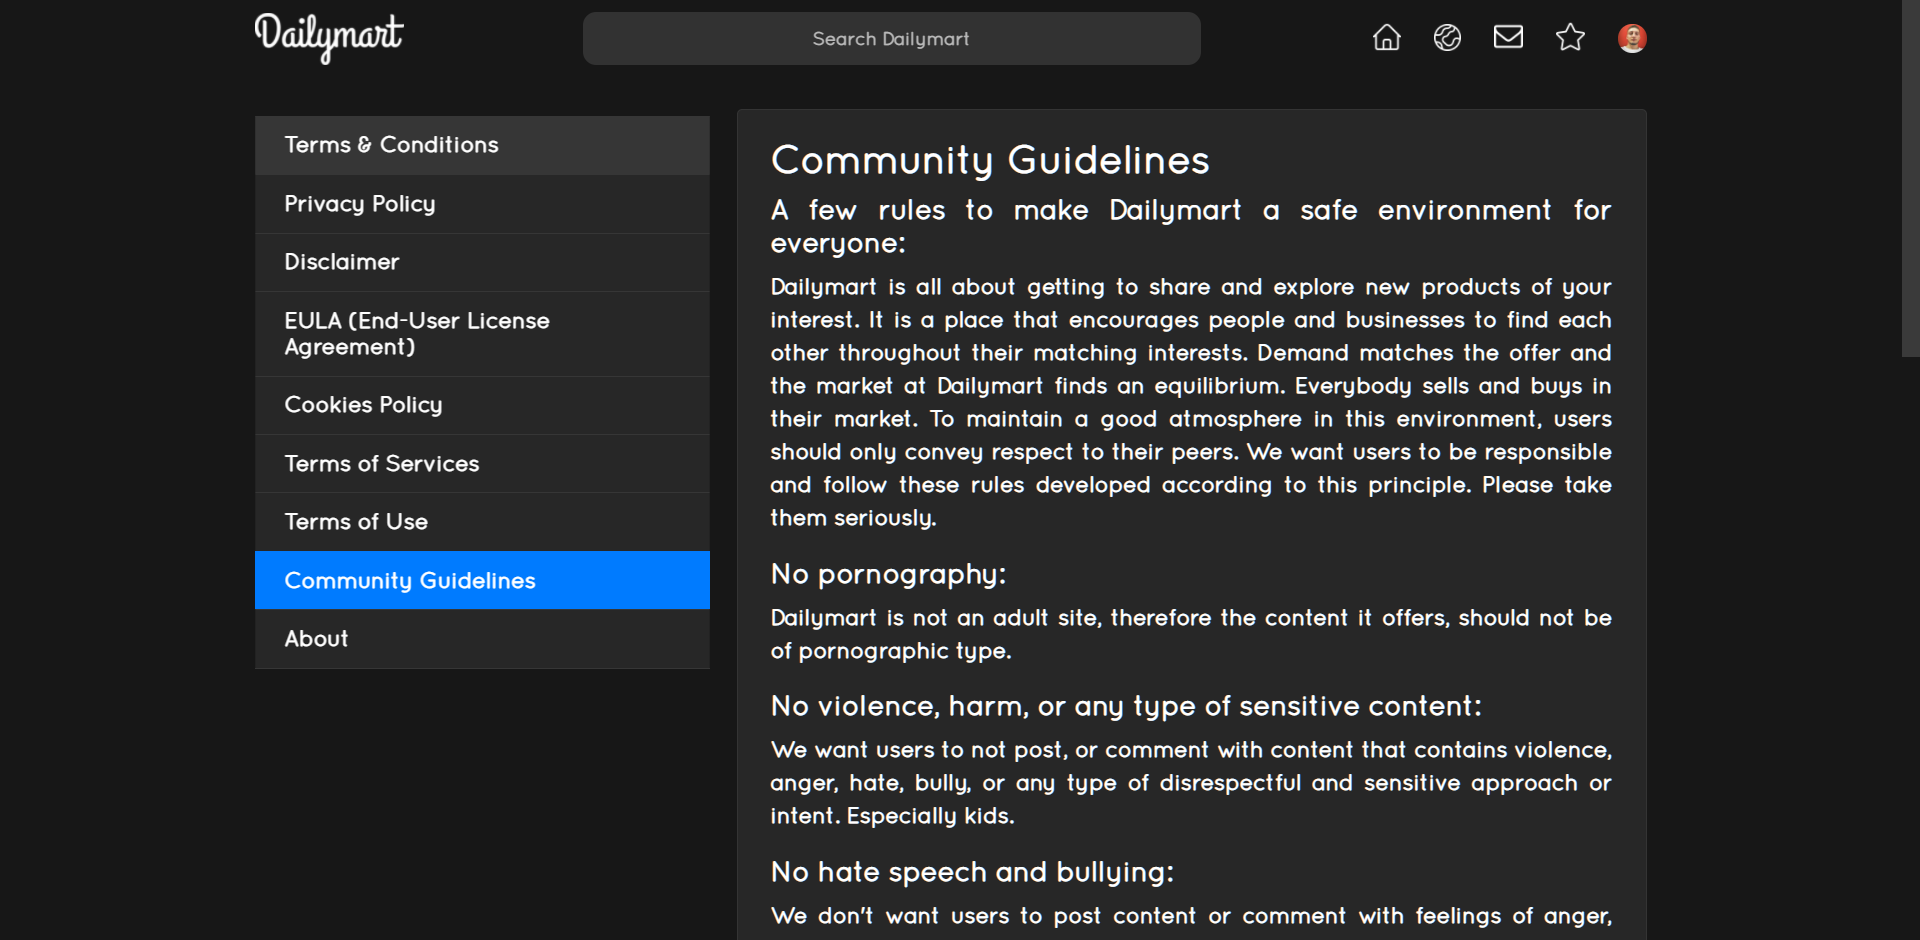 Dailymart
Search Dailymart
Terms & Conditions
Privacy Policy
Disclaimer
EULA (End-User License
Agreement)
Cookies Policy
Terms of Services
Terms of Use
Community Guidelines
About
Community Guidelines
A few rules to make Dailymart a safe environment for
everyone:
Dailymart is all about getting to share and explore new products of your
interest. It is a place that encourages people and businesses to find each
other throughout their matching interests. Demand matches the offer and
the market at Dailymart finds an equilibrium. Everybody sells and buys in
their market. To maintain a good atmosphere in this environment, users
should only convey respect to their peers. We want users to be responsible
and follow these rules developed according to this principle. Please take
them seriously.
No pornography:
Dailymart is not an adult site, therefore the content it offers, should not be
of pornographic type.
No violence, harm, or any type of sensitive content:
We want users to not post, or comment with content that contains violence,
anger, hate, bully, or any type of disrespectful and sensitive approach or
intent. Especially kids.
No hate speech and bullying:
We don't want users to post content or comment with feelings of anger,